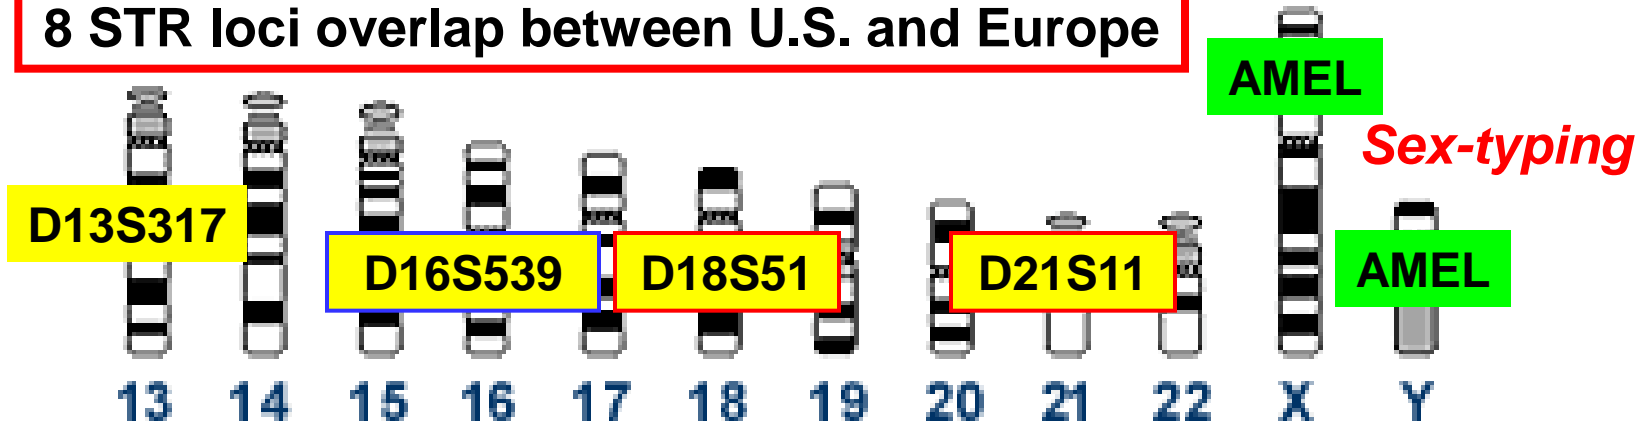 8 STR loci overlap between U.S. and Europe
AMEL
Sex-typing
D13S317
D16S539
D18S51
D21S11
AMEL
13 14 15 16 17 18 19 20 21 22 X Y